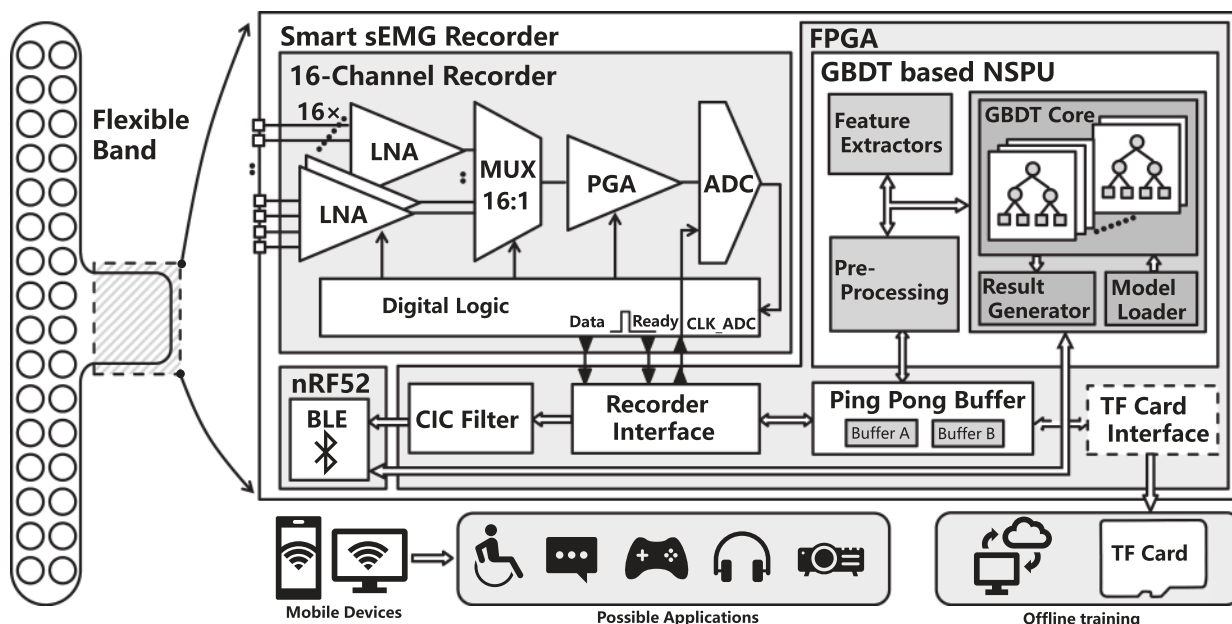 Smart sEMG Recorder
FPGA
16-Channel Recorder
GBDT based NSPU
16×
Flexible
Band
LNA
LNA
MUX
16:1
PGA
ADC
Feature
Extractors
GBDT Core
Pre-
Processing
Result
Generator
Model
Loader
Digital Logic
Data
Ready
CLK_ADC
nRF52
BLE
CIC Filter
Recorder
Interface
Ping Pong Buffer
Buffer A
Buffer B
TF Card
Interface
TF Card
Mobile Devices
Possible Applications
Offline training